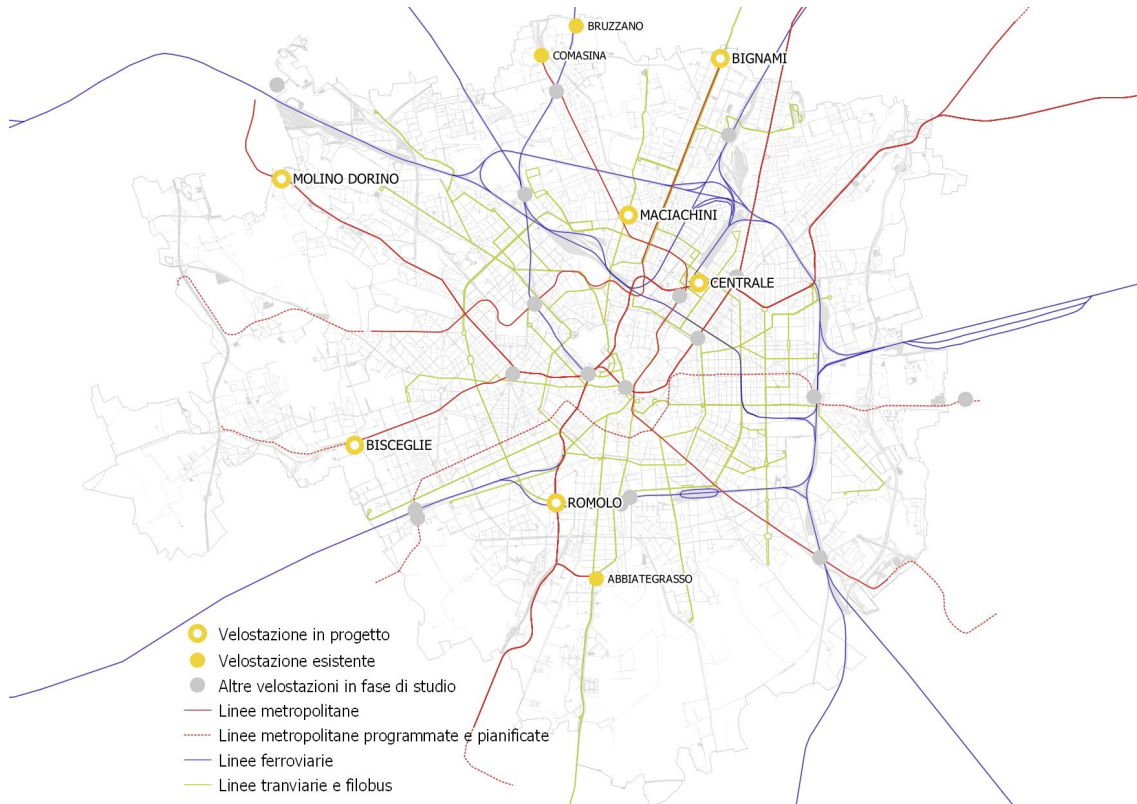 BRUZZANO
COMASINA
BIGNAMI
MOLINO DORINO
MACIACHINI
CENTRALE
BISCEGLIE
ROMOLO
ABBIATEGRASSO
Velostazione in progetto
Velostazione esistente
Altre velostazioni in fase di studio
Linee metropolitane
Linee metropolitane programmate e pianificate
Linee ferroviarie
Linee tranviarie e filobus